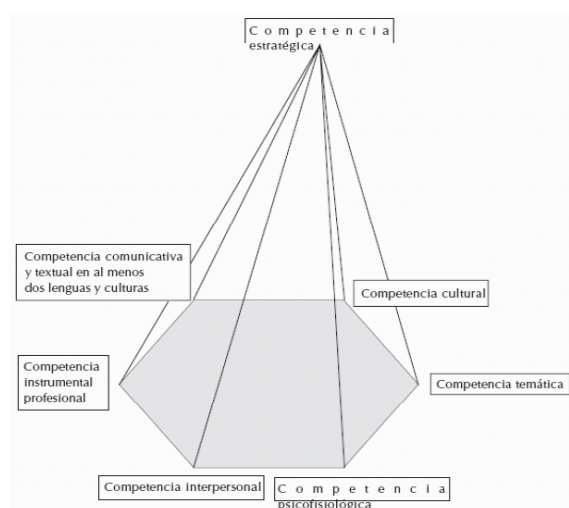 Competencia
estratégica
Competencia comunicativa
y textual en al menos
dos lenguas y culturas
Competencia cultural
Competencia
instrumental
profesional
Competencia temática
Competencia interpersonal
Competencia
psicofisiológica